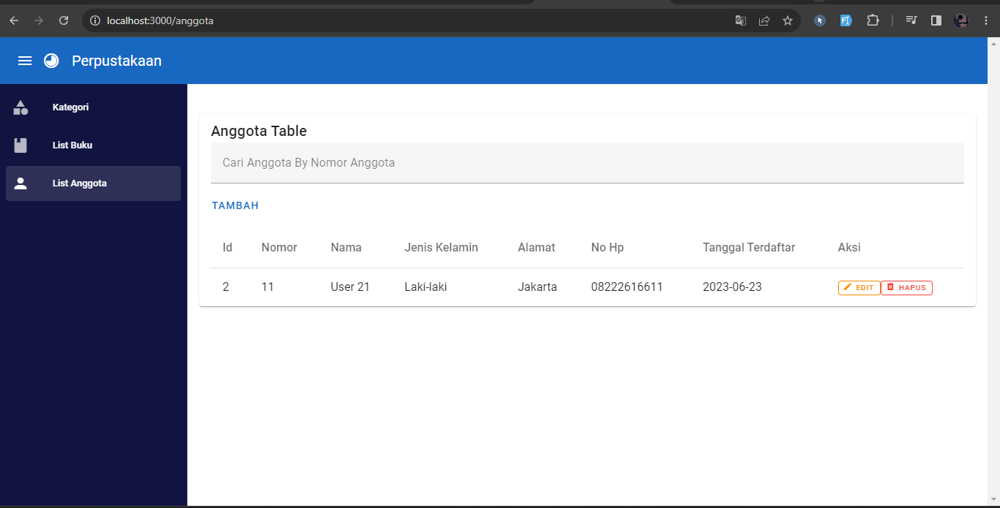 localhost:3000/anggota
Perpustakaan
Kategori
List Buku
List Anggota
Anggota Table
Cari Anggota By Nomor Anggota
TAMBAH
Id Nomor Nama Jenis Kelamin Alamat No Hp Tanggal Terdaftar Aksi
2 11 User 21 Laki-laki Jakarta 08222616611 2023-06-23 EDIT HAPUS